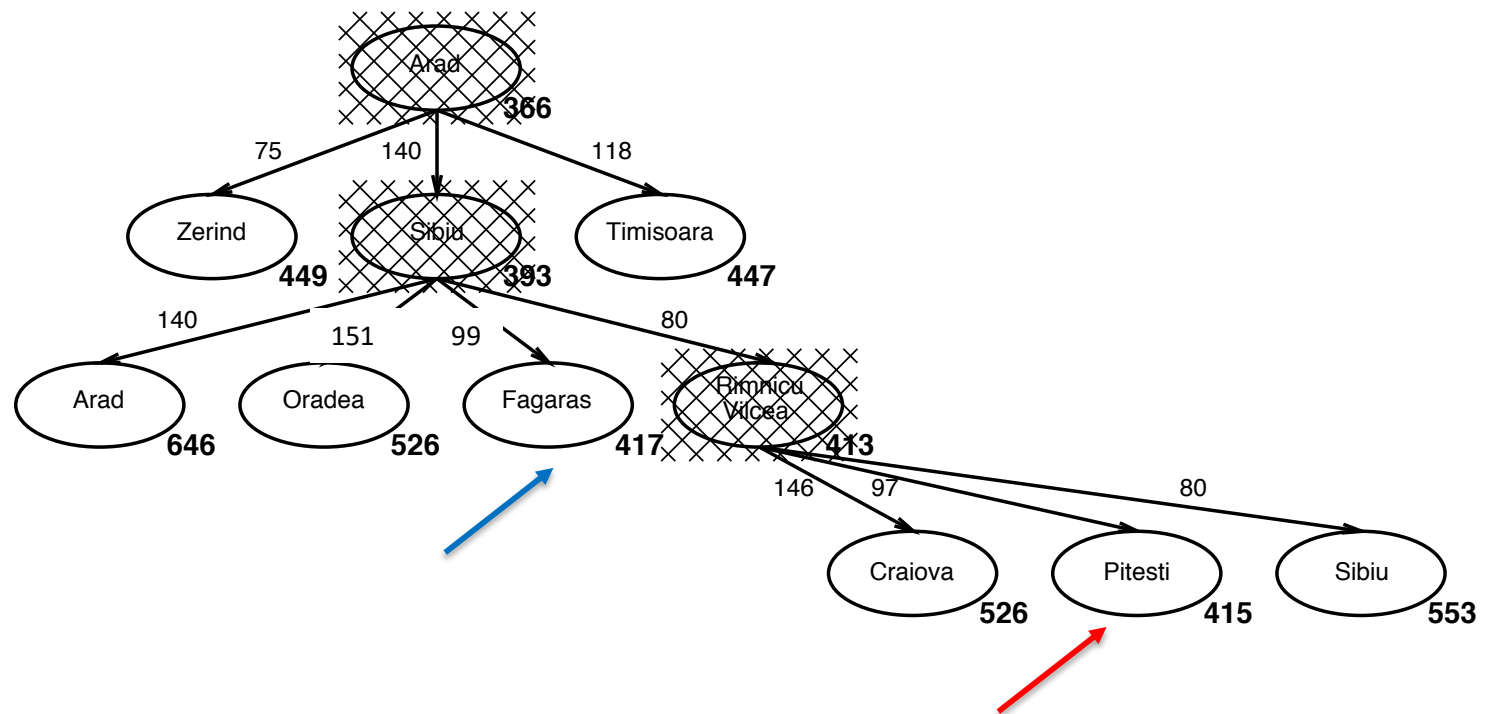 Arad
366
75
140
118
Zerind
Sibiu
Timisoara
449
393
447
140
151
99
80
Arad
Oradea
Fagaras
Rimnicu
Vilcea
646
526
417
413
146
97
80
Craiova
Pitesti
Sibiu
526
415
553